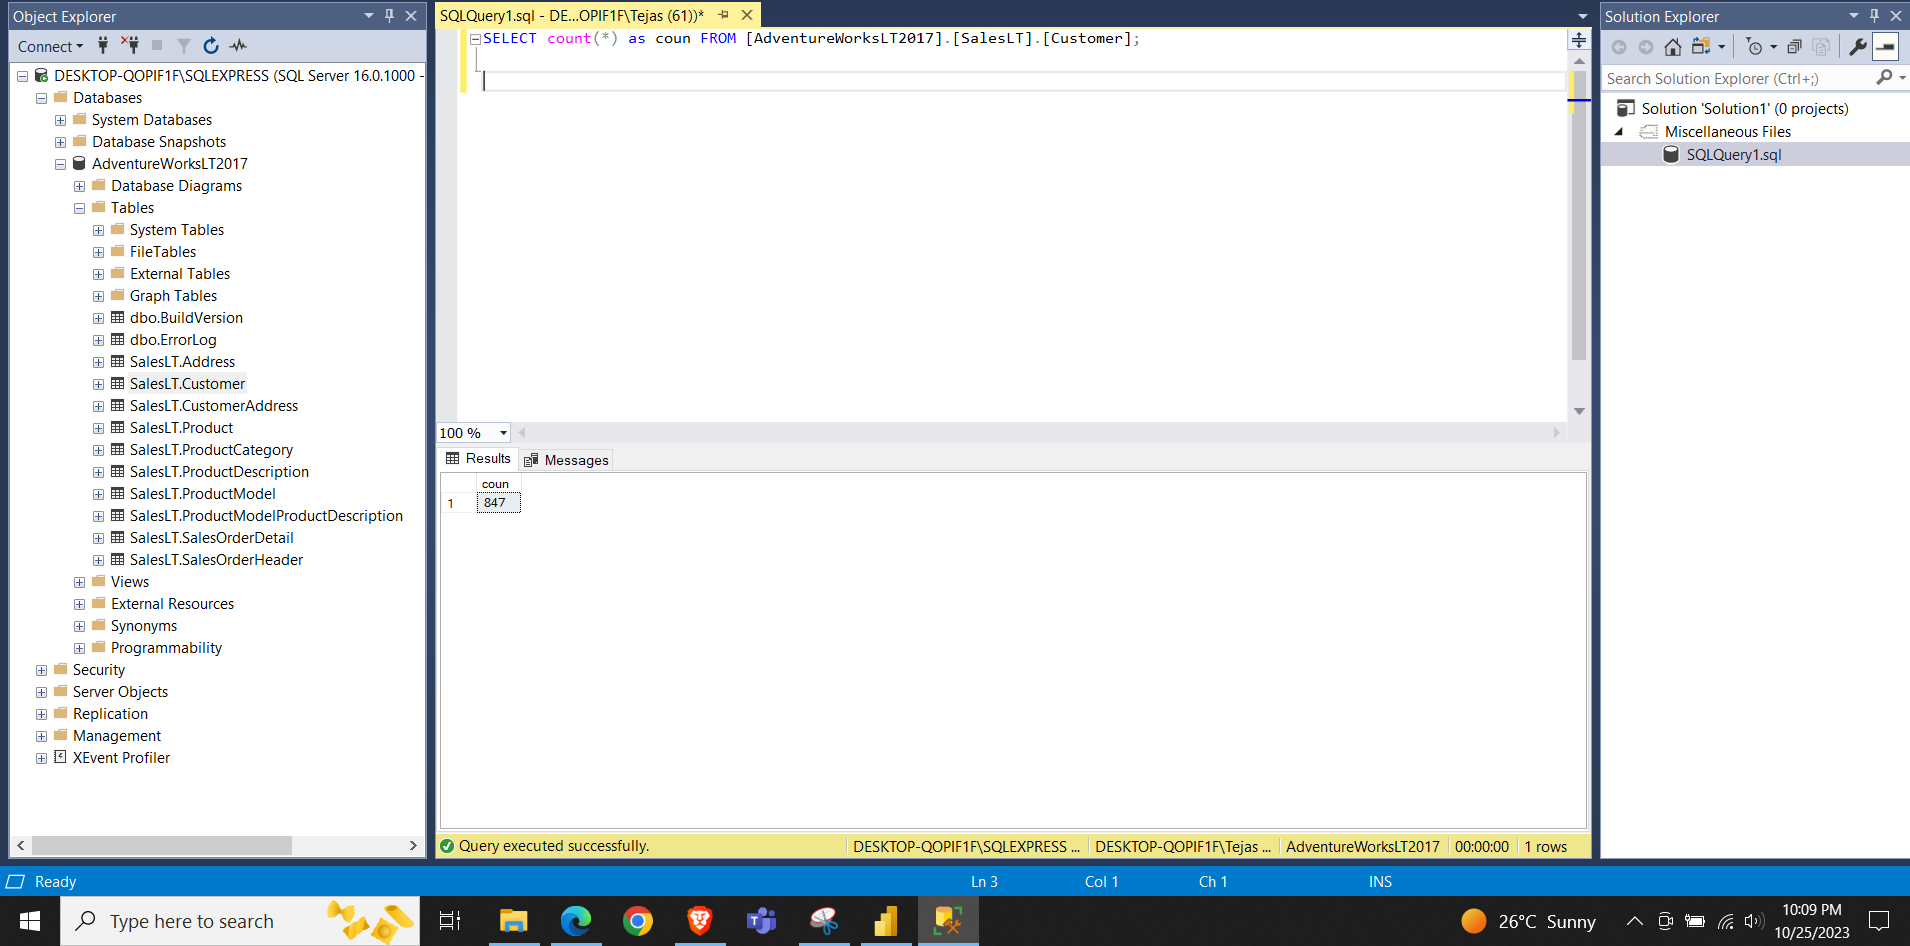 Object Explorer
Connect
DESKTOP-QOPIF1F\SQLEXPRESS (SQL Server 16.0.1000 -
Databases
System Databases
Database Snapshots
AdventureWorksLT2017
Database Diagrams
Tables
System Tables
FileTables
External Tables
Graph Tables
dbo.BuildVersion
dbo.ErrorLog
SalesLT.Address
SalesLT.Customer
SalesLT.CustomerAddress
SalesLT.Product
SalesLT.ProductCategory
SalesLT.ProductDescription
SalesLT.ProductModel
SalesLT.ProductModelProductDescription
SalesLT.SalesOrderDetail
SalesLT.SalesOrderHeader
Views
External Resources
Synonyms
Programmability
Security
Server Objects
Replication
Management
XEvent Profiler
SQLQuery1.sql - DE...OPIF1F\Tejas (61))*
SELECT count(*) as coun FROM [AdventureWorksLT2017].[SalesLT].[Customer];
100 %
Results Messages
coun
1 847
Query executed successfully. DESKTOP-QOPIF1F\SQLEXPRESS ... DESKTOP-QOPIF1F\Tejas ... AdventureWorksLT2017 00:00:00 1 rows
Solution Explorer
Search Solution Explorer (Ctrl+;)
Solution 'Solution1' (0 projects)
Miscellaneous Files
SQLQuery1.sql
Ready Ln 3 Col 1 Ch 1 INS
Type here to search
26°C Sunny
10:09 PM
10/25/2023